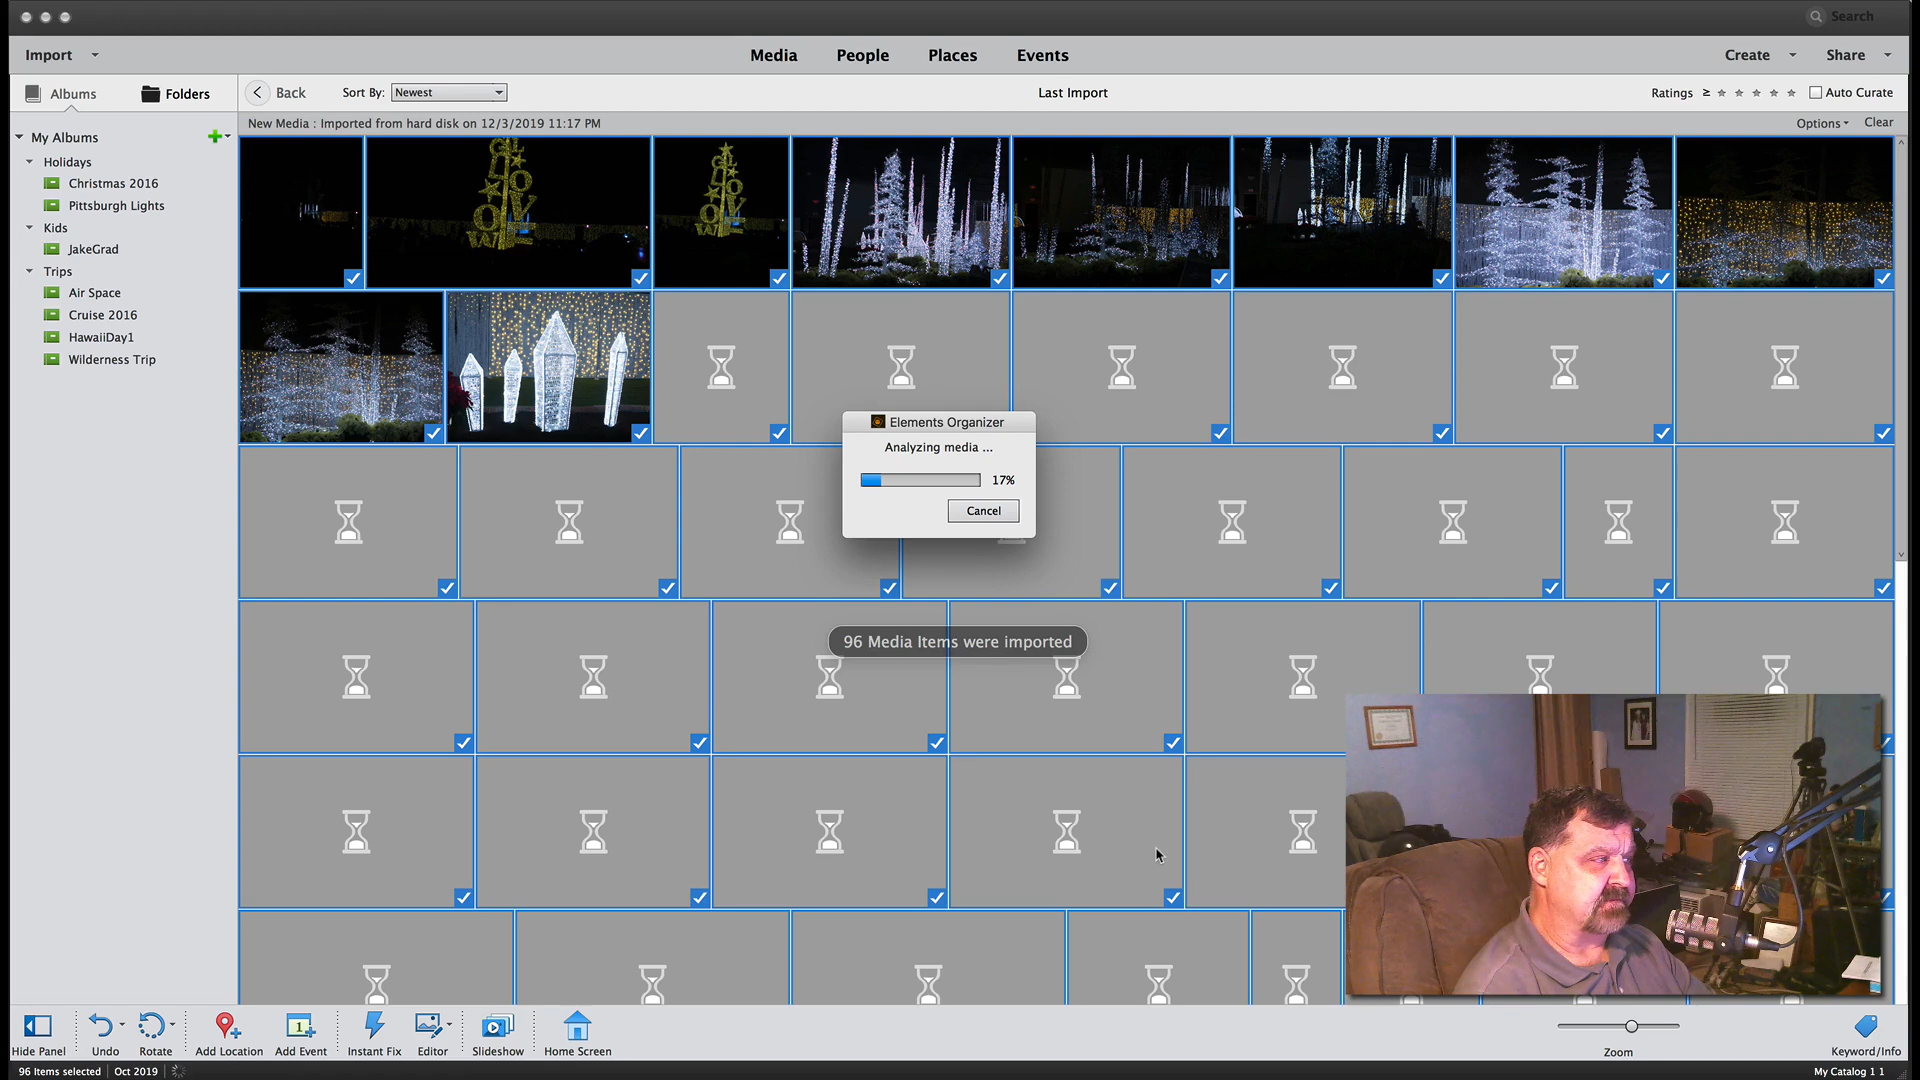 Search
Import
Media
People
Places
Events
Create
Share
Albums
Folders
Back
Sort By:
Newest
Last Import
Ratings ≥
Auto Curate
New Media : Imported from hard disk on 12/3/2019 11:17 PM
Options
Clear
My Albums
Holidays
Christmas 2016
Pittsburgh Lights
Kids
JakeGrad
Trips
Air Space
Cruise 2016
HawaiiDay1
Wilderness Trip
Elements Organizer
Analyzing media ...
17%
Cancel
96 Media Items were imported
Hide Panel
Undo
Rotate
Add Location
1
Add Event
Instant Fix
Editor
Slideshow
Home Screen
Zoom
Keyword/Info
96 Items selected
Oct 2019
My Catalog 1 1